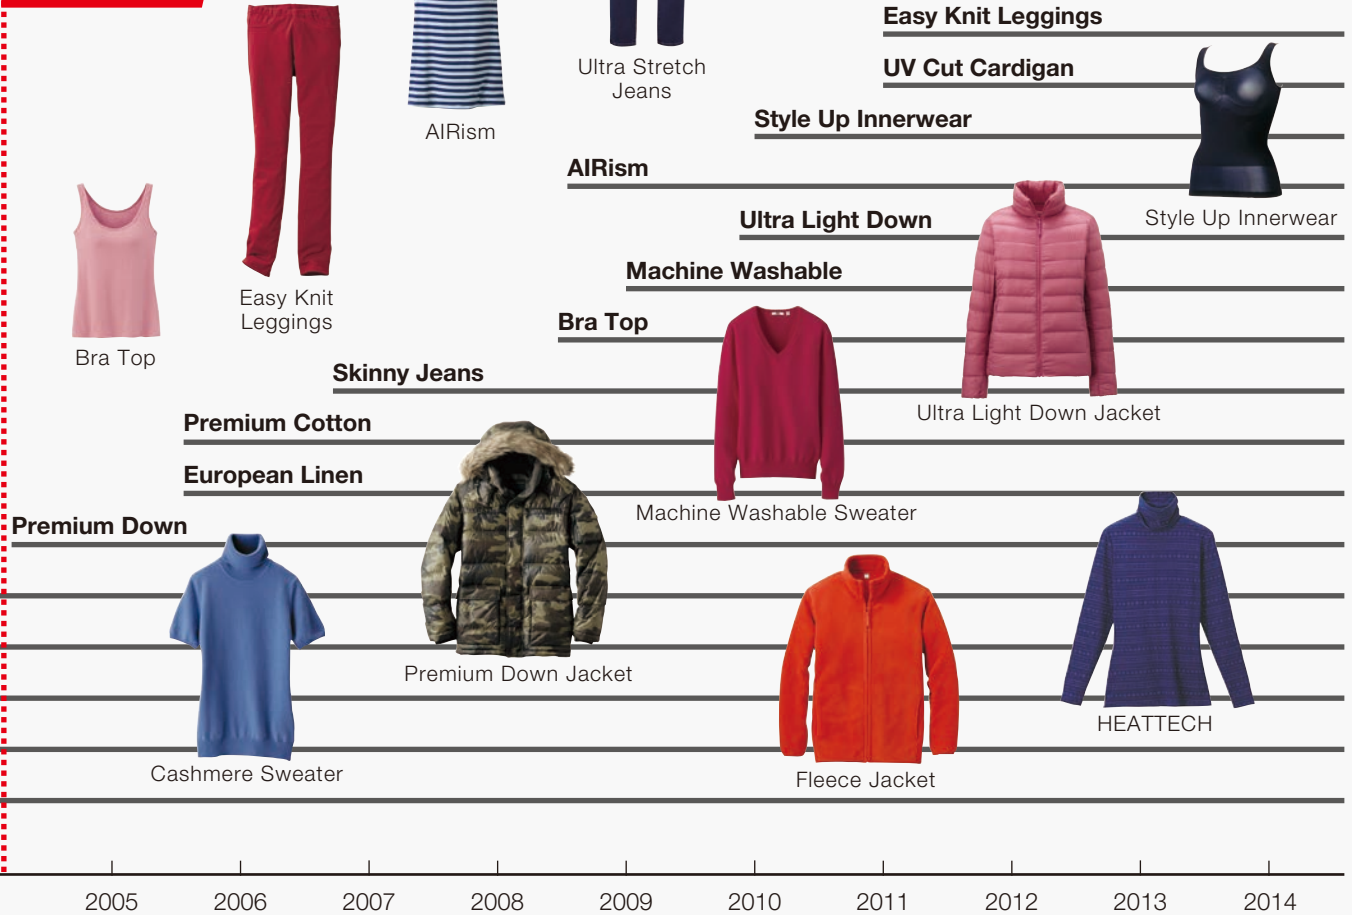 Easy Knit Leggings
Ultra Stretch
Jeans
UV Cut Cardigan
AIRism
Style Up Innerwear
AIRism
Style Up Innerwear
Ultra Light Down
Machine Washable
Easy Knit
Leggings
Bra Top
Bra Top
Skinny Jeans
Ultra Light Down Jacket
Premium Cotton
European Linen
Machine Washable Sweater
Premium Down
Premium Down Jacket
HEATTECH
Cashmere Sweater
Fleece Jacket
2005 2006 2007 2008 2009 2010 2011 2012 2013 2014